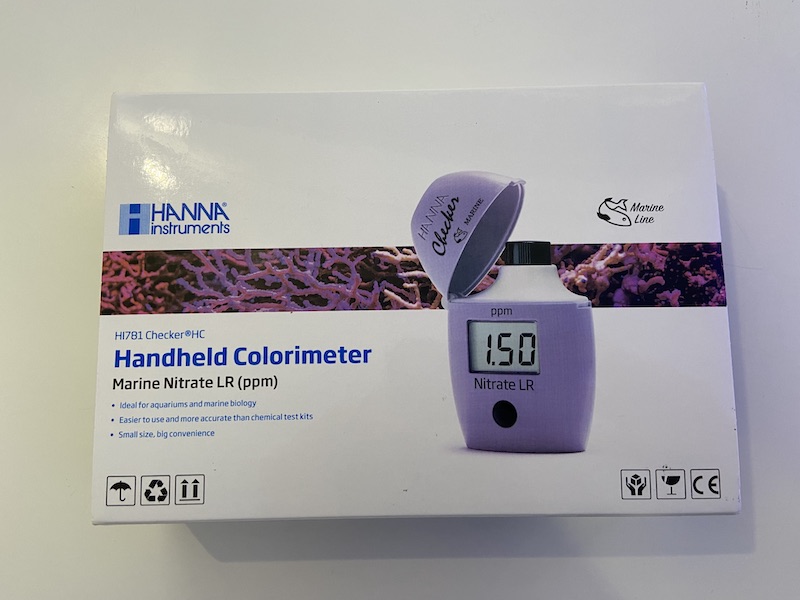 HANNA®
instruments
HANNA
Checker
MARINE
Marine
Line
ppm
1.50
Nitrate LR
HI781 Checker®HC
Handheld Colorimeter
Marine Nitrate LR (ppm)
• Ideal for aquariums and marine biology
• Easier to use and more accurate than chemical test kits
• Small size, big convenience
CE